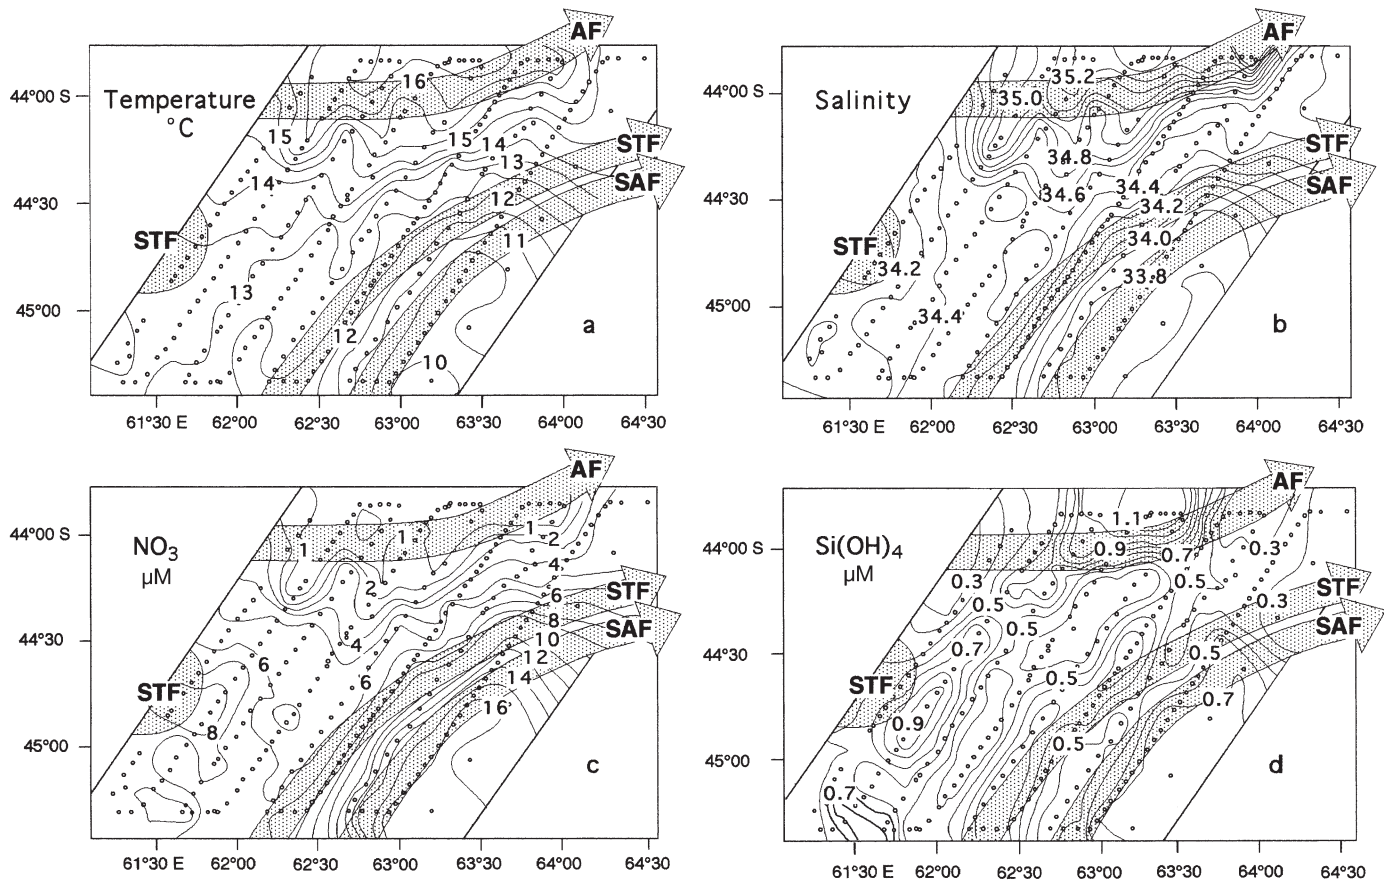 AF
Temperature
°C
44°00 S
44°30
45°00
16
15
15
14
14
13
12
11
13
12
10
STF
STF
SAF
a
61°30 E 62°00 62°30 63°00 63°30 64°00 64°30
AF
Salinity
44°00 S
44°30
45°00
35.2
35.0
34.8
34.6
34.4
34.2
34.0
33.8
34.2
34.4
STF
STF
SAF
b
61°30 E 62°00 62°30 63°00 63°30 64°00 64°30
AF
NO3
µM
44°00 S
44°30
45°00
1
1
1
2
2
4
4
6
6
6
8
8
10
12
14
16
STF
STF
SAF
c
61°30 E 62°00 62°30 63°00 63°30 64°00 64°30
AF
Si(OH)4
µM
44°00 S
44°30
45°00
1.1
0.9
0.7
0.3
0.3
0.5
0.5
0.5
0.3
0.7
0.5
0.5
0.7
0.9
0.5
0.7
STF
STF
SAF
d
61°30 E 62°00 62°30 63°00 63°30 64°00 64°30